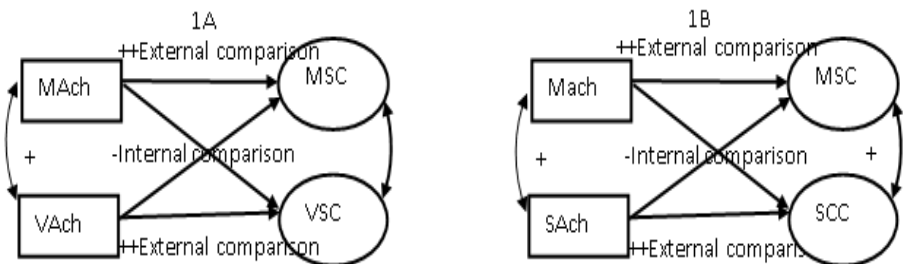 1A
++External comparison
MAch
MSC
+
-Internal comparison
VAch
VSC
++External comparison
1B
++External comparison
Mach
MSC
+
-Internal comparison
+
SAch
SCC
++External comparis